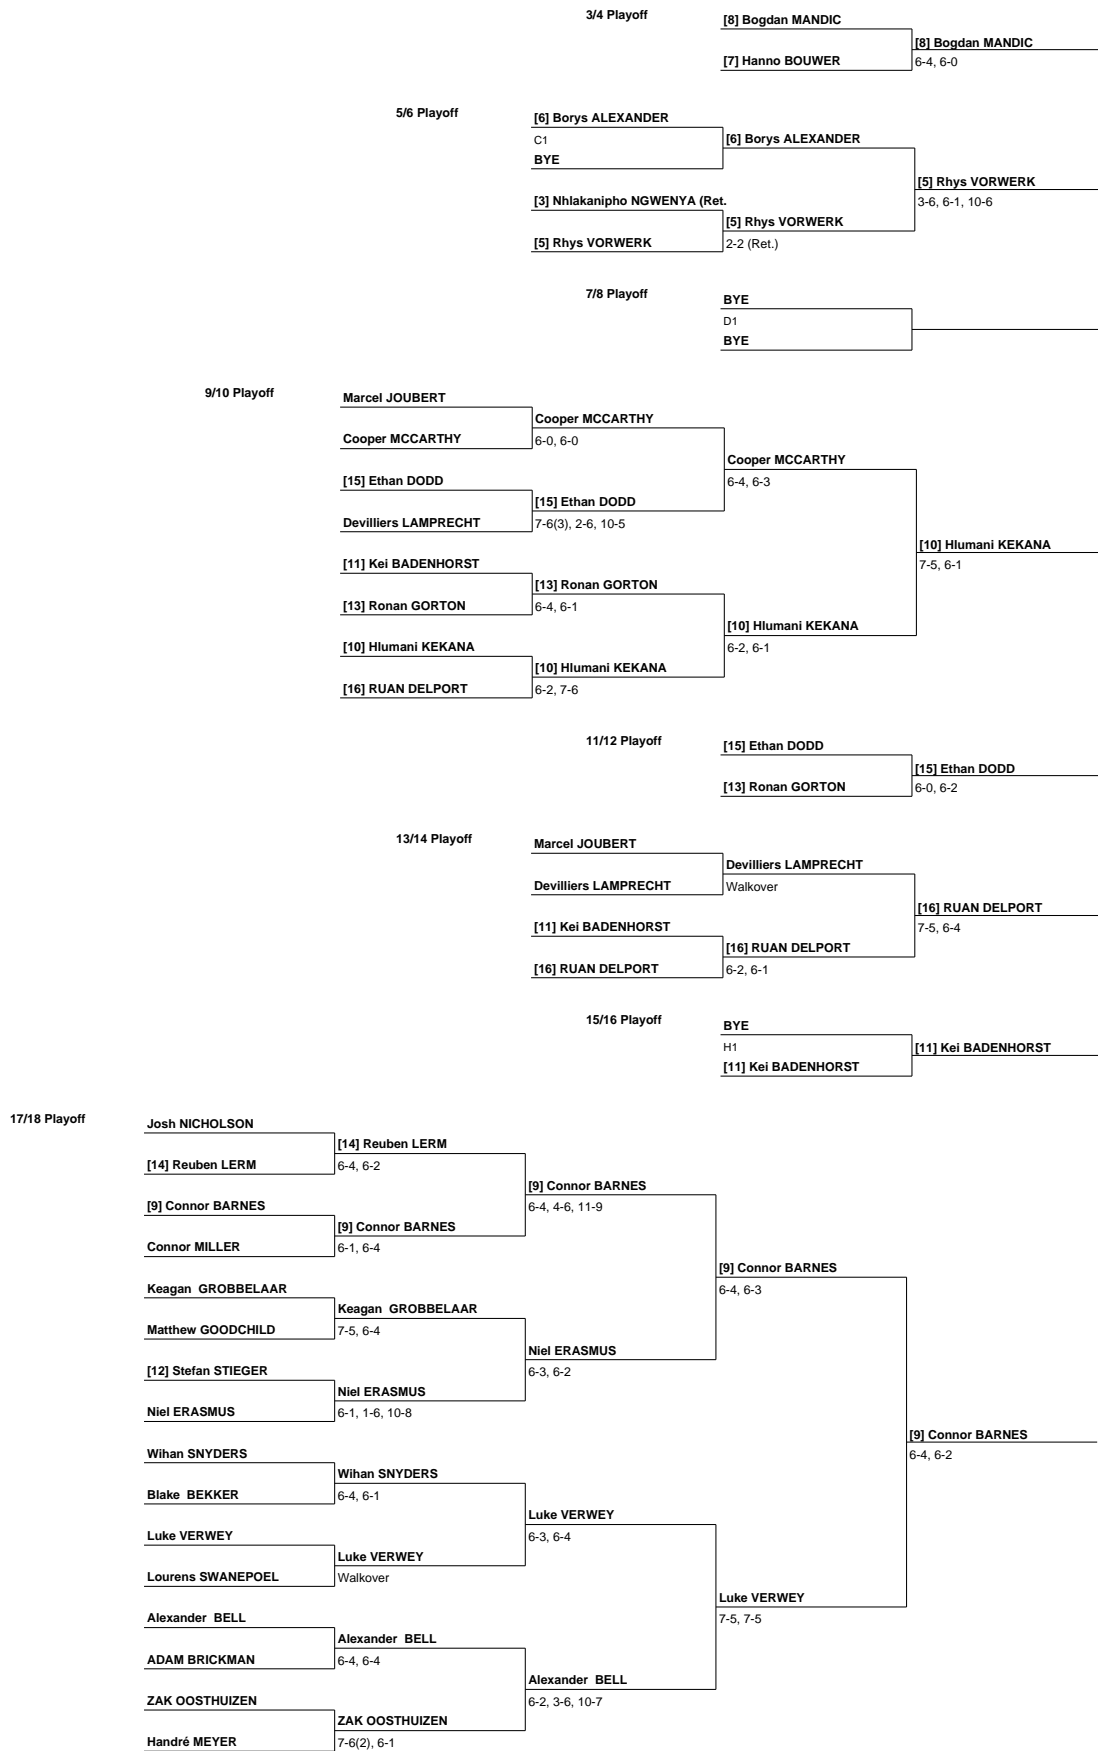 3/4 Playoff
[8] Bogdan MANDIC
[8] Bogdan MANDIC
[7] Hanno BOUWER
6-4, 6-0
5/6 Playoff
[6] Borys ALEXANDER
C1
[6] Borys ALEXANDER
BYE
[5] Rhys VORWERK
3-6, 6-1, 10-6
[3] Nhlakanipho NGWENYA (Ret.
[5] Rhys VORWERK
[5] Rhys VORWERK
2-2 (Ret.)
7/8 Playoff
BYE
D1
BYE
9/10 Playoff
Marcel JOUBERT
Cooper MCCARTHY
Cooper MCCARTHY
6-0, 6-0
Cooper MCCARTHY
6-4, 6-3
[15] Ethan DODD
[15] Ethan DODD
Devilliers LAMPRECHT
7-6(3), 2-6, 10-5
[10] Hlumani KEKANA
7-5, 6-1
[11] Kei BADENHORST
[13] Ronan GORTON
[13] Ronan GORTON
6-4, 6-1
[10] Hlumani KEKANA
6-2, 6-1
[10] Hlumani KEKANA
[10] Hlumani KEKANA
[16] RUAN DELPORT
6-2, 7-6
11/12 Playoff
[15] Ethan DODD
[15] Ethan DODD
[13] Ronan GORTON
6-0, 6-2
13/14 Playoff
Marcel JOUBERT
Devilliers LAMPRECHT
Devilliers LAMPRECHT
Walkover
[16] RUAN DELPORT
7-5, 6-4
[11] Kei BADENHORST
[16] RUAN DELPORT
[16] RUAN DELPORT
6-2, 6-1
15/16 Playoff
BYE
H1
[11] Kei BADENHORST
[11] Kei BADENHORST
17/18 Playoff
Josh NICHOLSON
[14] Reuben LERM
[14] Reuben LERM
6-4, 6-2
[9] Connor BARNES
6-4, 4-6, 11-9
[9] Connor BARNES
[9] Connor BARNES
Connor MILLER
6-1, 6-4
[9] Connor BARNES
6-4, 6-3
Keagan  GROBBELAAR
Keagan  GROBBELAAR
Matthew GOODCHILD
7-5, 6-4
Niel ERASMUS
6-3, 6-2
[12] Stefan STIEGER
Niel ERASMUS
Niel ERASMUS
6-1, 1-6, 10-8
[9] Connor BARNES
6-4, 6-2
Wihan SNYDERS
Wihan SNYDERS
Blake  BEKKER
6-4, 6-1
Luke VERWEY
6-3, 6-4
Luke VERWEY
Luke VERWEY
Lourens SWANEPOEL
Walkover
Luke VERWEY
7-5, 7-5
Alexander  BELL
Alexander  BELL
ADAM BRICKMAN
6-4, 6-4
Alexander  BELL
6-2, 3-6, 10-7
ZAK OOSTHUIZEN
ZAK OOSTHUIZEN
Handré MEYER
7-6(2), 6-1